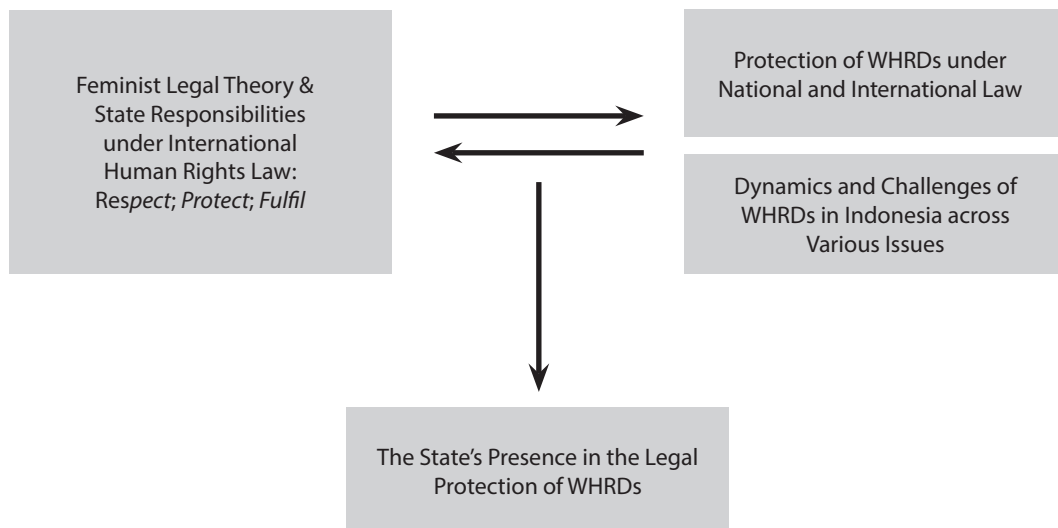 Feminist Legal Theory &
State Responsibilities
under International
Human Rights Law:
Respect; Protect; Fulfil
Protection of WHRDs under
National and International Law
Dynamics and Challenges of
WHRDs in Indonesia across
Various Issues
The State’s Presence in the Legal
Protection of WHRDs